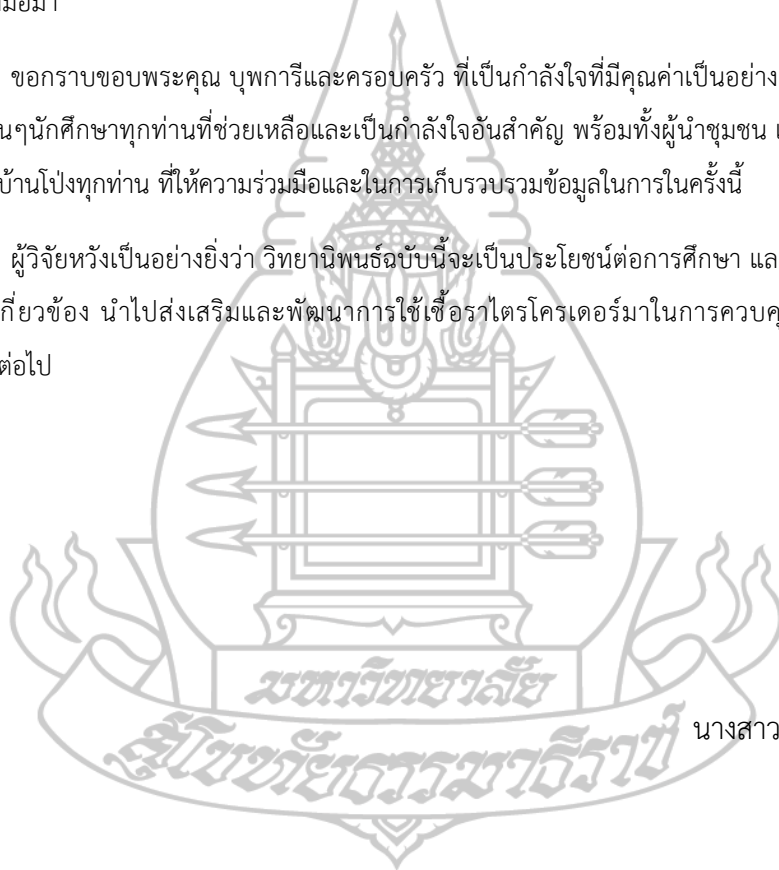 ขอกราบขอบพระคุณ บุพการีและครอบครัว ที่เป็นกำลังใจที่มีคุณค่าเป็นอย่าง
นๆนักศึกษาทุกท่านที่ช่วยเหลือและเป็นกำลังใจอันสำคัญ พร้อมทั้งผู้นำชุมชน
บ้านโป่งทุกท่าน ที่ให้ความร่วมมือและในการเก็บรวบรวมข้อมูลในการในครั้งนี้
ผู้วิจัยหวังเป็นอย่างยิ่งว่า วิทยานิพนธ์ฉบับนี้จะเป็นประโยชน์ต่อการศึกษา แล
กี่ยวข้อง นำไปส่งเสริมและพัฒนาการใช้เชื้อราไตรโครเดอร์มาในการควบคุ
ต่อไป
มหาวิทยาลัย
สุโขทัยธรรมาธิราช
นางสาว